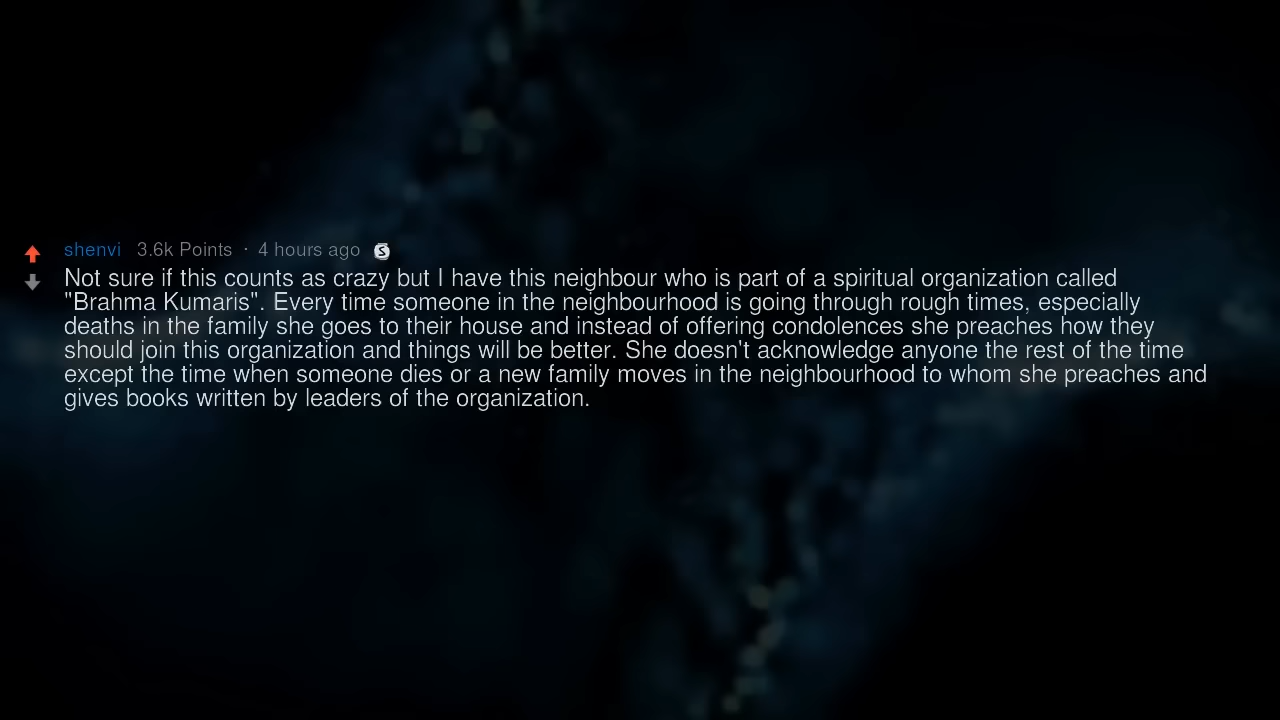 shenvi 3.6k Points · 4 hours ago S
Not sure if this counts as crazy but I have this neighbour who is part of a spiritual organization called
"Brahma Kumaris". Every time someone in the neighbourhood is going through rough times, especially
deaths in the family she goes to their house and instead of offering condolences she preaches how they
should join this organization and things will be better. She doesn't acknowledge anyone the rest of the time
except the time when someone dies or a new family moves in the neighbourhood to whom she preaches and
gives books written by leaders of the organization.